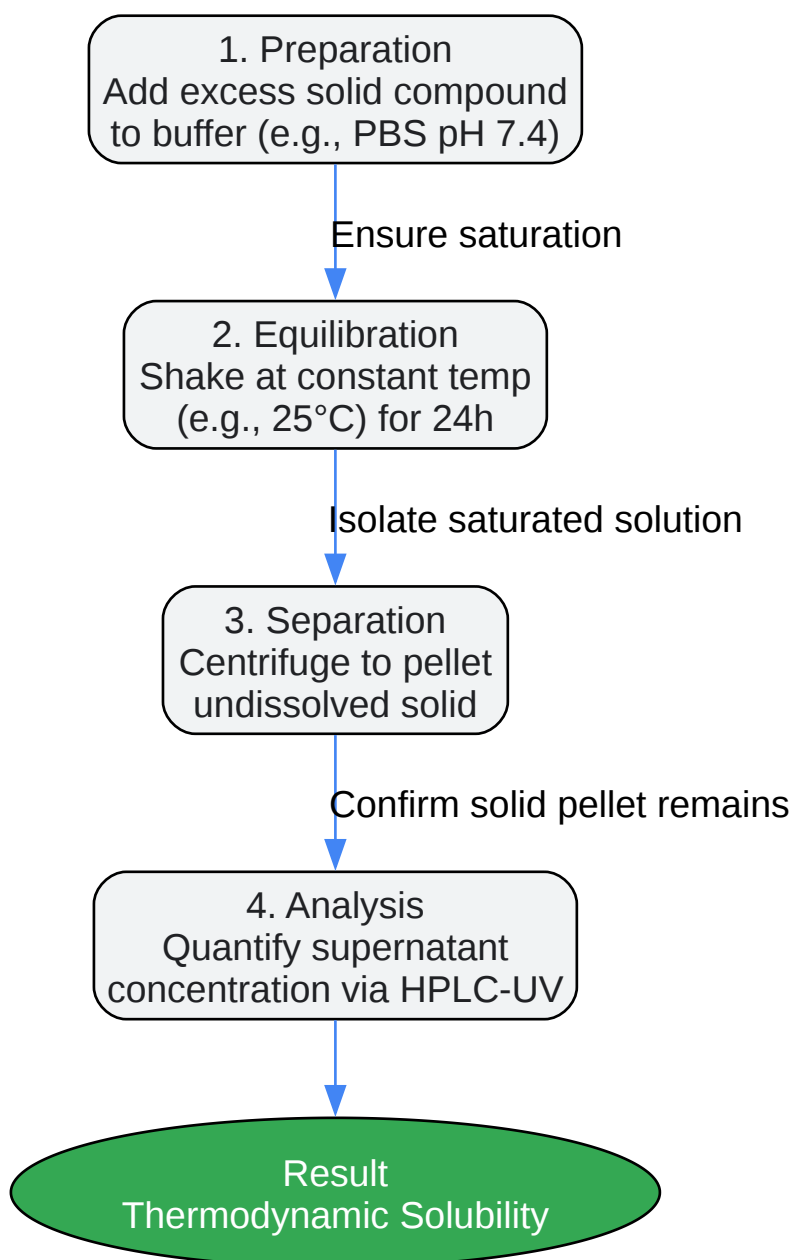 1. Preparation
Add excess solid compound
to buffer (e.g., PBS pH 7.4)
Ensure saturation
2. Equilibration
Shake at constant temp
(e.g., 25°C) for 24h
Isolate saturated solution
3. Separation
Centrifuge to pellet
undissolved solid
Confirm solid pellet remains
4. Analysis
Quantify supernatant
concentration via HPLC-UV
Result
Thermodynamic Solubility